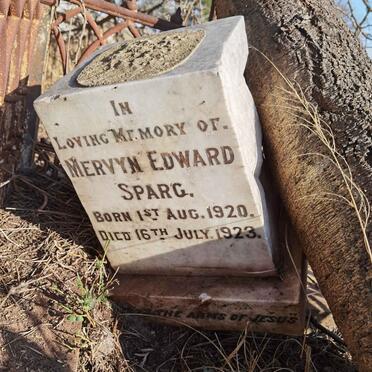 IN
LOVING MEMORY OF.
MERVYN EDWARD
SPARG.
BORN 1ST AUG. 1920.
DIED 16TH JULY. 1923.
THE ARMS OF JESUS